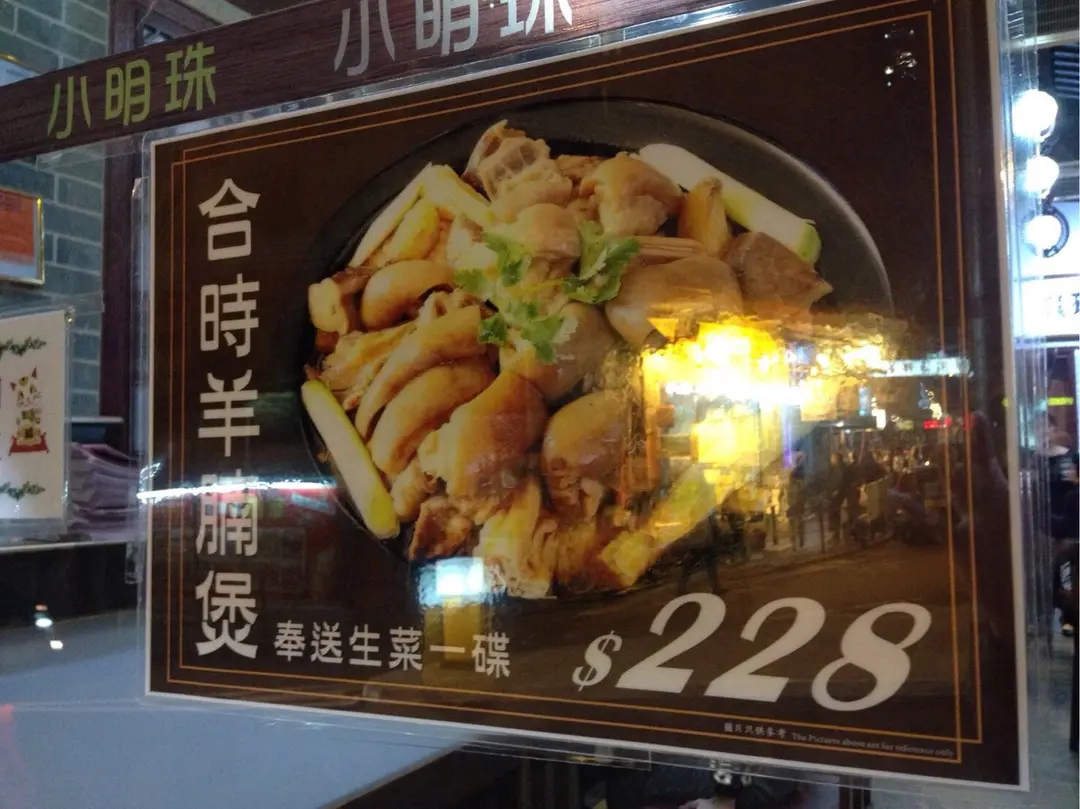 小明珠
小明珠
合時羊腩煲
奉送生菜一碟
$228
圖片只供參考 The Pictures above are for reference only